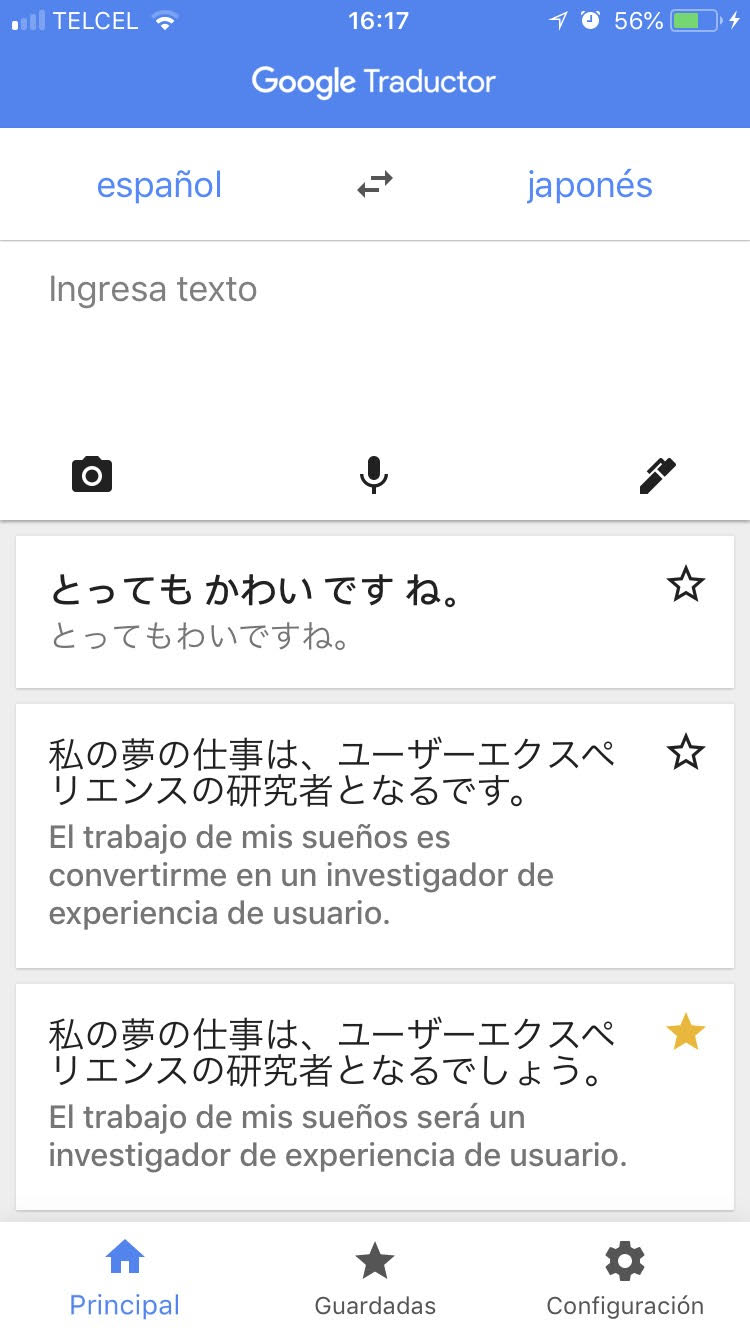 TELCEL 16:17 56%
Google Traductor
español japonés
Ingresa texto
とっても かわい です ね。
とってもわいですね。
私の夢の仕事は、ユーザーエクスペ
リエンスの研究者となるです。
El trabajo de mis sueños es
convertirme en un investigador de
experiencia de usuario.
私の夢の仕事は、ユーザーエクスペ
リエンスの研究者となるでしょう。
El trabajo de mis sueños será un
investigador de experiencia de usuario.
Principal Guardadas Configuración